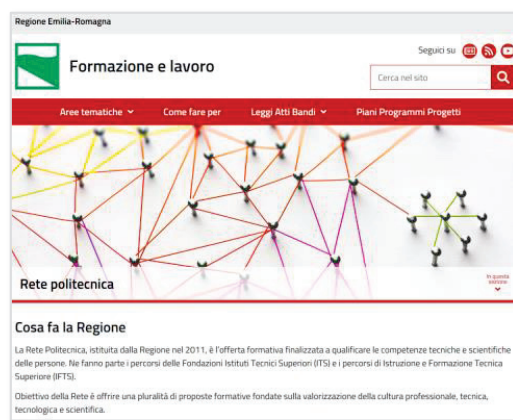 Regione Emilia-Romagna
Seguici su
Formazione e lavoro
Cerca nel sito
Aree tematiche Come fare per Leggi Atti Bandi Piani Programmi Progetti
Rete politecnica
In questa sezione
Cosa fa la Regione
La Rete Politecnica, istituita dalla Regione nel 2011, è l'offerta formativa finalizzata a qualificare le competenze tecniche e scientifiche
delle persone. Ne fanno parte i percorsi delle Fondazioni Istituti Tecnici Superiori (ITS) e i percorsi di Istruzione e Formazione Tecnica
Superiore (IFTS).
Obiettivo della Rete è offrire una pluralità di proposte formative fondate sulla valorizzazione della cultura professionale, tecnica,
tecnologica e scientifica.